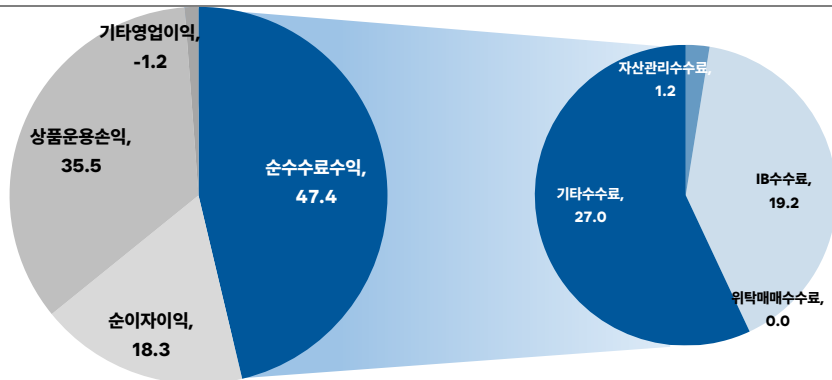 기타영업이익,
-1.2
상품운용손익,
35.5
순수수료수익,
47.4
순이자이익,
18.3
자산관리수수료,
1.2
기타수수료,
27.0
IB수수료,
19.2
위탁매매수수료,
0.0